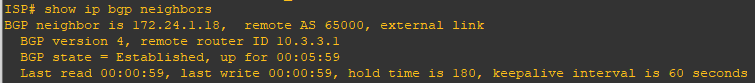 ISP# show ip bgp neighbors
BGP neighbor is 172.24.1.18,  remote AS 65000, external link
BGP version 4, remote router ID 10.3.3.1
BGP state = Established, up for 00:05:59
Last read 00:00:59, last write 00:00:59, hold time is 180, keepalive interval is 60 seconds